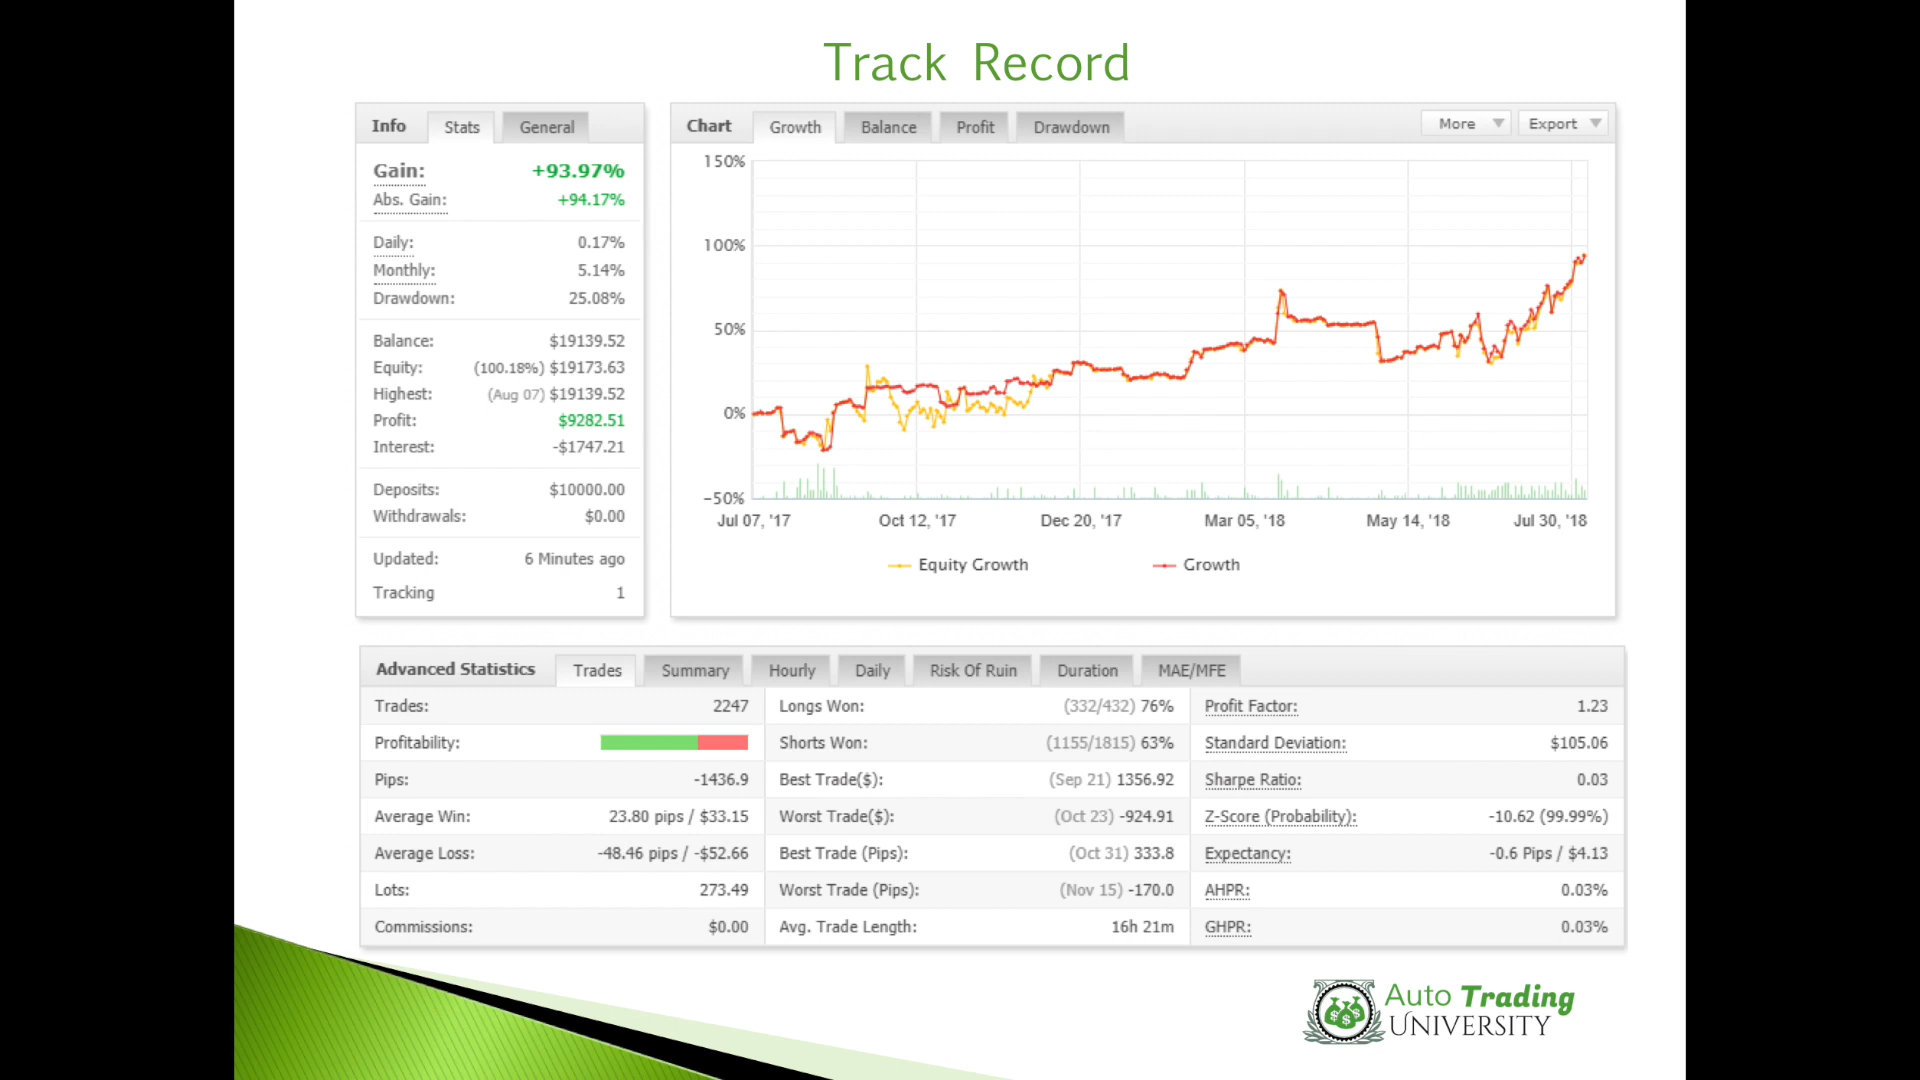 Track Record
Info Stats General
Gain: +93.97%
Abs. Gain: +94.17%
Daily: 0.17%
Monthly: 5.14%
Drawdown: 25.08%
Balance: $19139.52
Equity: (100.18%) $19173.63
Highest: (Aug 07) $19139.52
Profit: $9282.51
Interest: -$1747.21
Deposits: $10000.00
Withdrawals: $0.00
Updated: 6 Minutes ago
Tracking 1
Chart Growth Balance Profit Drawdown More Export
150%
100%
50%
0%
-50%
Jul 07, '17 Oct 12, '17 Dec 20, '17 Mar 05, '18 May 14, '18 Jul 30, '18
Equity Growth Growth
Advanced Statistics Trades Summary Hourly Daily Risk Of Ruin Duration MAE/MFE
Trades: 2247 Longs Won: (332/432) 76% Profit Factor: 1.23
Profitability: Shorts Won: (1155/1815) 63% Standard Deviation: $105.06
Pips: -1436.9 Best Trade($): (Sep 21) 1356.92 Sharpe Ratio: 0.03
Average Win: 23.80 pips / $33.15 Worst Trade($): (Oct 23) -924.91 Z-Score (Probability): -10.62 (99.99%)
Average Loss: -48.46 pips / -$52.66 Best Trade (Pips): (Oct 31) 333.8 Expectancy: -0.6 Pips / $4.13
Lots: 273.49 Worst Trade (Pips): (Nov 15) -170.0 AHPR: 0.03%
Commissions: $0.00 Avg. Trade Length: 16h 21m GHPR: 0.03%
Auto Trading
UNIVERSITY